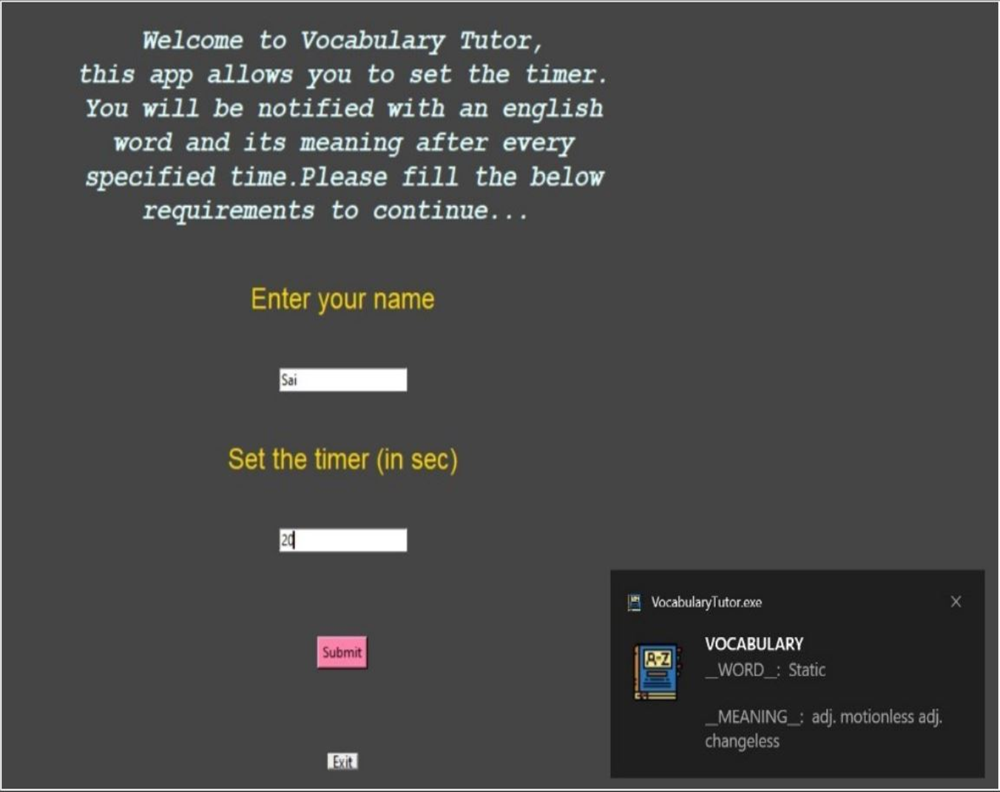 Welcome to Vocabulary Tutor,
this app allows you to set the timer.
You will be notified with an english
word and its meaning after every
specified time.Please fill the below
requirements to continue...
Enter your name
Sai
Set the timer (in sec)
20
Submit
Exit
VocabularyTutor.exe
A-Z
VOCABULARY
__WORD__: Static
__MEANING__: adj. motionless adj.
changeless